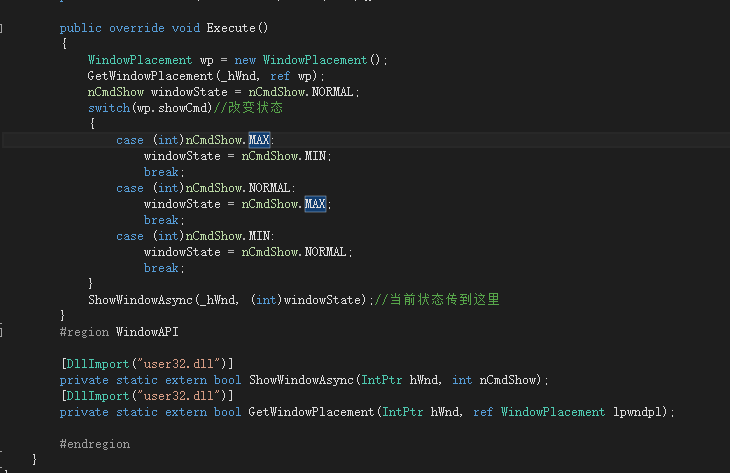 public override void Execute()
{
WindowPlacement wp = new WindowPlacement();
GetWindowPlacement(_hWnd, ref wp);
nCmdShow windowState = nCmdShow.NORMAL;
switch(wp.showCmd)//改变状态
{
case (int)nCmdShow.MAX:
windowState = nCmdShow.MIN;
break;
case (int)nCmdShow.NORMAL:
windowState = nCmdShow.MAX;
break;
case (int)nCmdShow.MIN:
windowState = nCmdShow.NORMAL;
break;
}
ShowWindowAsync(_hWnd, (int)windowState);//当前状态传到这里
}
#region WindowAPI
[DllImport("user32.dll")]
private static extern bool ShowWindowAsync(IntPtr hWnd, int nCmdShow);
[DllImport("user32.dll")]
private static extern bool GetWindowPlacement(IntPtr hWnd, ref WindowPlacement lpwndpl);
#endregion
}